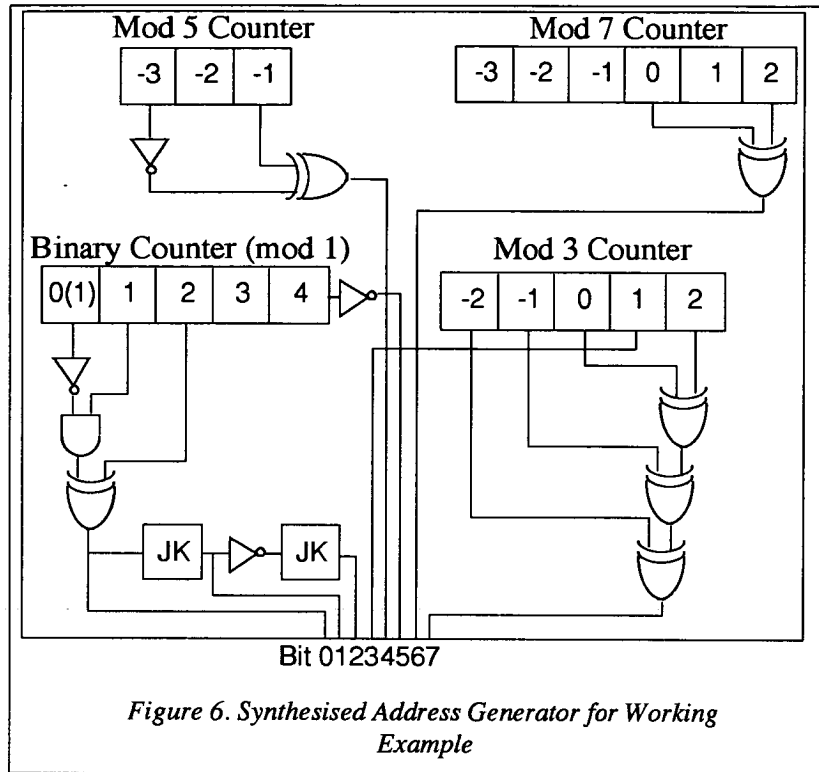 Mod 5 Counter
Mod 7 Counter
-3 -2 -1
-3 -2 -1 0 1 2
Binary Counter (mod 1)
Mod 3 Counter
0(1) 1 2 3 4
-2 -1 0 1 2
JK JK
Bit 01234567
Figure 6. Synthesised Address Generator for Working
Example